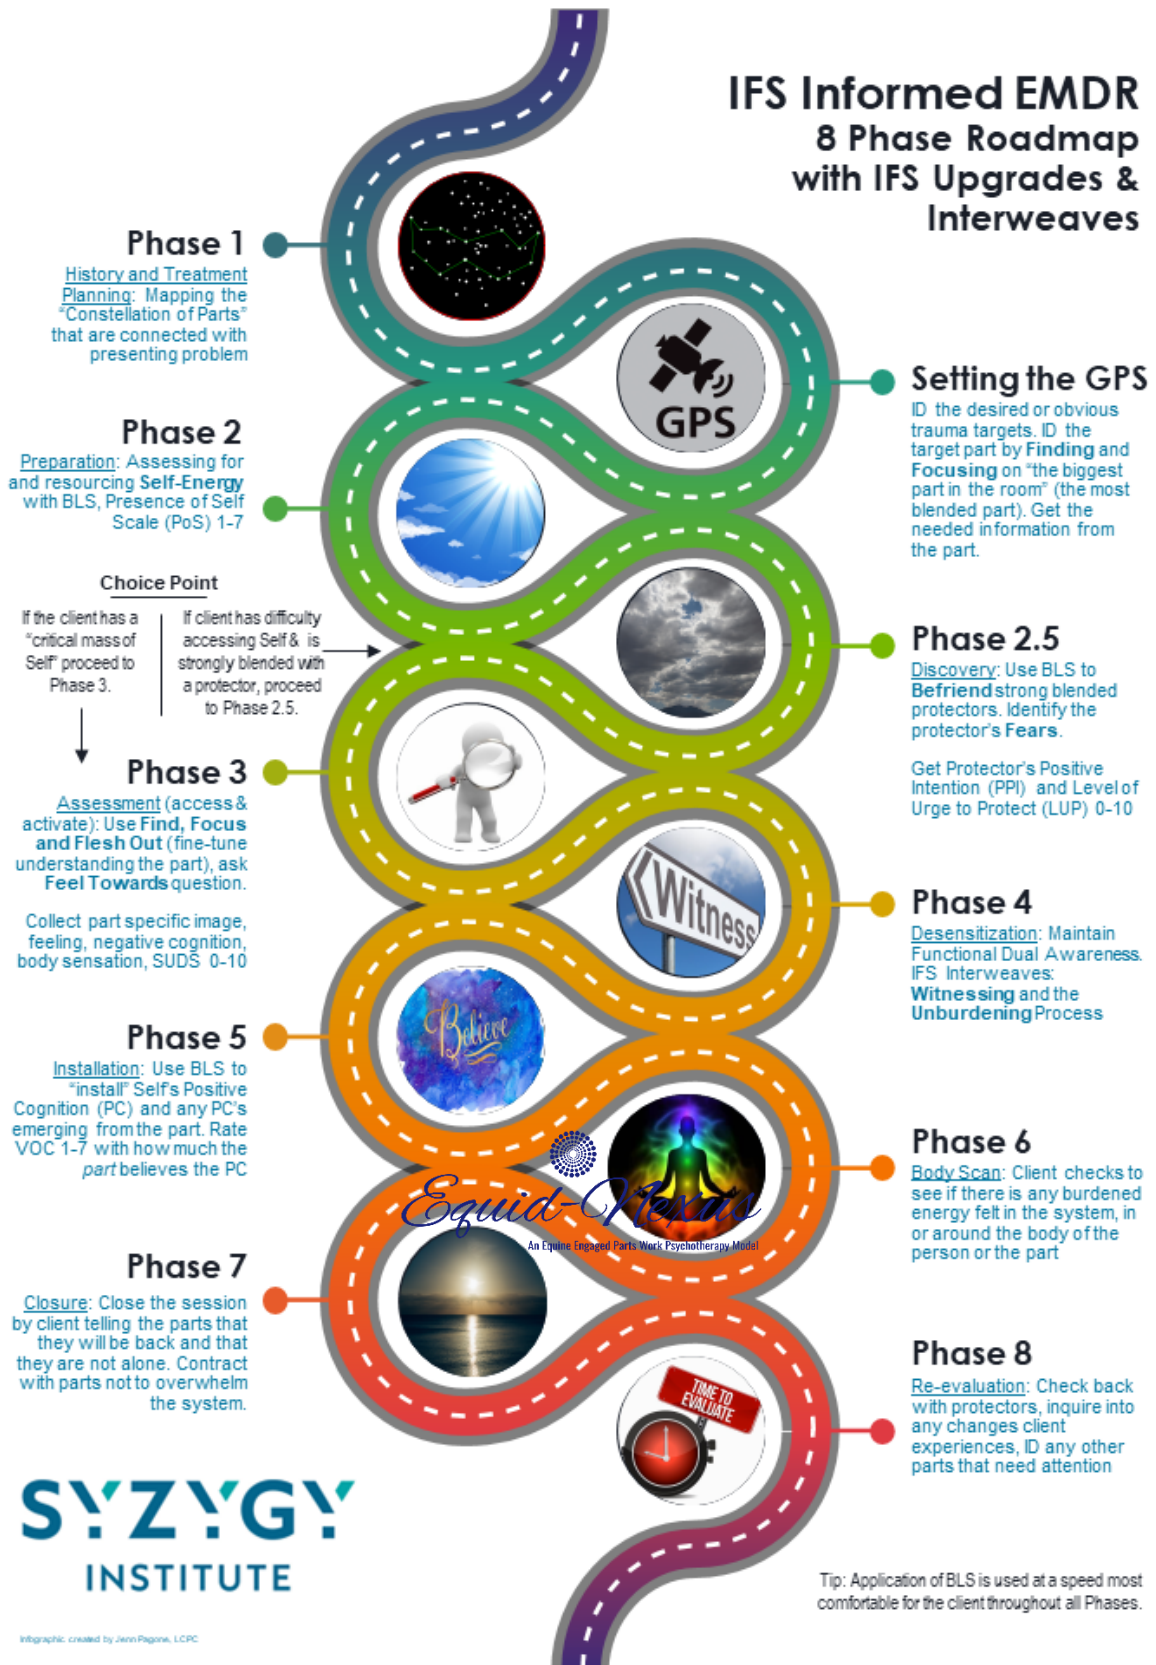 IFS Informed EMDR
8 Phase Roadmap
with IFS Upgrades &
Interweaves
Phase 1
History and Treatment
Planning: Mapping the
“Constellation of Parts”
that are connected with
presenting problem
GPS
Setting the GPS
ID the desired or obvious
trauma targets. ID the
target part by Finding and
Focusing on “the biggest
part in the room” (the most
blended part). Get the
needed information from
the part.
Phase 2
Preparation: Assessing for
and resourcing Self-Energy
with BLS, Presence of Self
Scale (PoS) 1-7
Choice Point
If the client has a
“critical mass of
Self” proceed to
Phase 3.
If client has difficulty
accessing Self & is
strongly blended with
a protector, proceed
to Phase 2.5.
Phase 2.5
Discovery: Use BLS to
Befriend strong blended
protectors. Identify the
protector's Fears.
Get Protector's Positive
Intention (PPI) and Level of
Urge to Protect (LUP) 0-10
Phase 3
Assessment (access &
activate): Use Find, Focus
and Flesh Out (fine-tune
understanding the part), ask
Feel Towards question.
Collect part specific image,
feeling, negative cognition,
body sensation, SUDS 0-10
Witness
Phase 4
Desensitization: Maintain
Functional Dual Awareness.
IFS Interweaves:
Witnessing and the
Unburdening Process
Believe
Phase 5
Installation: Use BLS to
“install” Self's Positive
Cognition (PC) and any PC's
emerging from the part. Rate
VOC 1-7 with how much the
part believes the PC
Phase 6
Body Scan: Client checks to
see if there is any burdened
energy felt in the system, in
or around the body of the
person or the part
Equid-Nexus
An Equine Engaged Parts Work Psychotherapy Model
Phase 7
Closure: Close the session
by client telling the parts that
they will be back and that
they are not alone. Contract
with parts not to overwhelm
the system.
TIME TO
EVALUATE
Phase 8
Re-evaluation: Check back
with protectors, inquire into
any changes client
experiences, ID any other
parts that need attention
SYZYGY
INSTITUTE
Tip: Application of BLS is used at a speed most
comfortable for the client throughout all Phases.
Infographic created by Jenn Pagone, LCPC